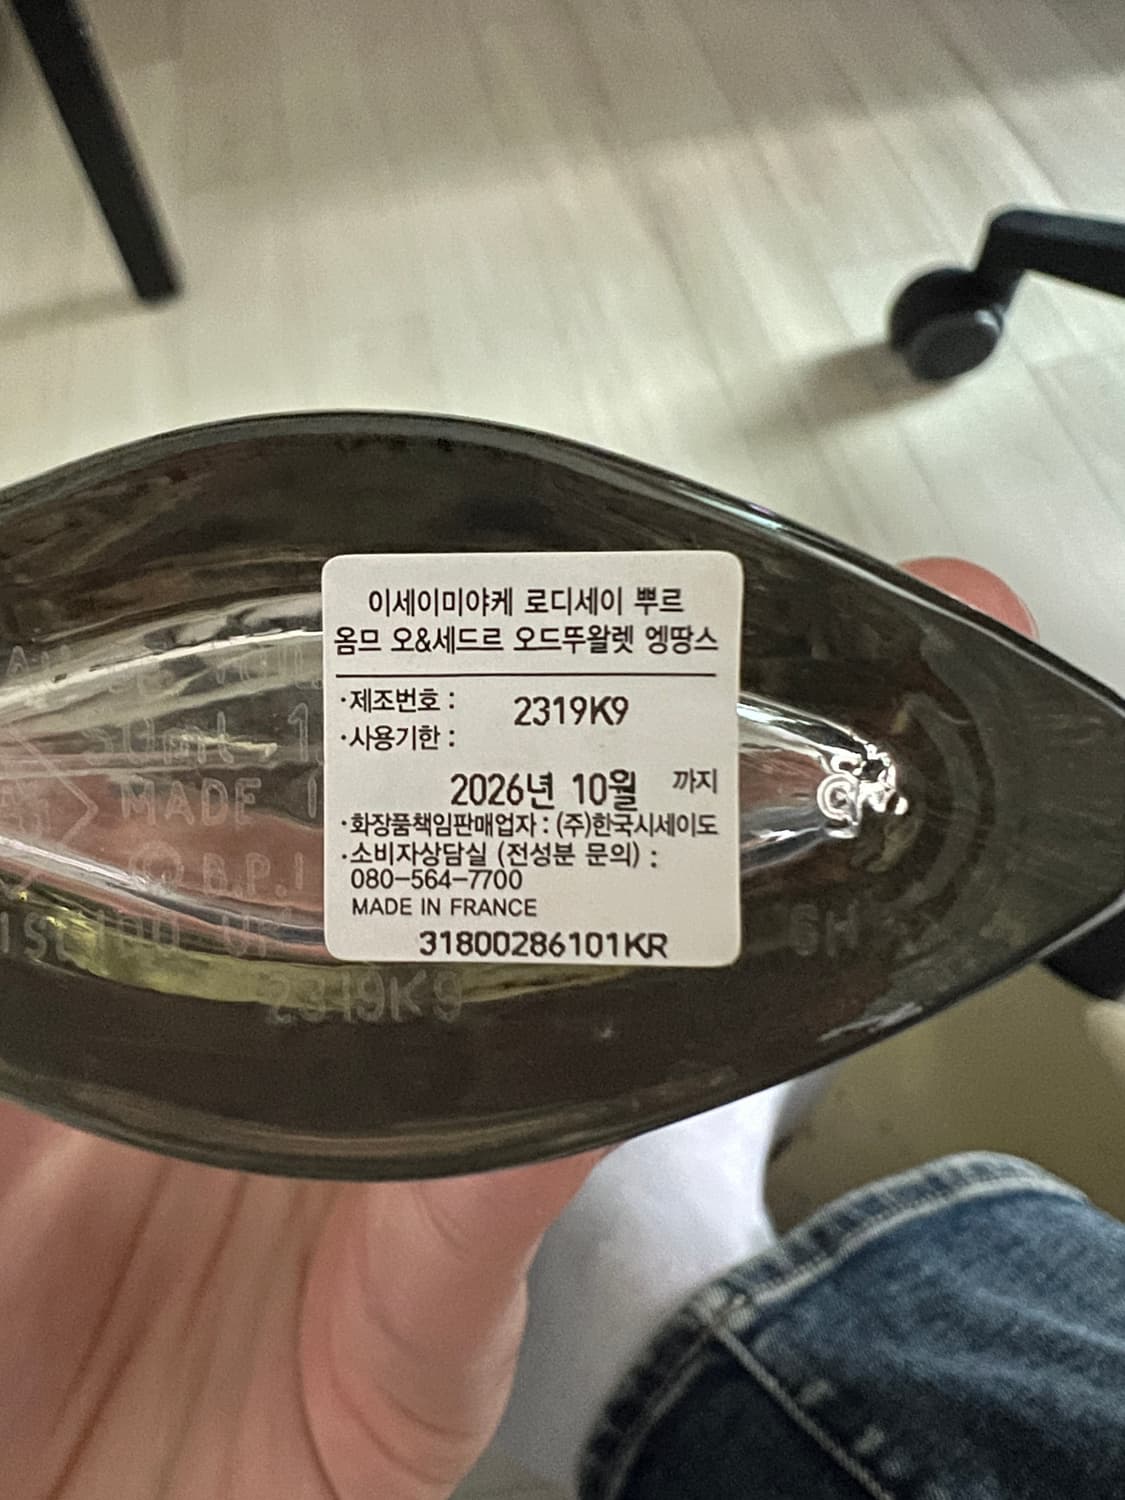 이세이미야케 로디세이 뿌르
옴므 오&세드르 오드뚜왈렛 엥땅스
·제조번호 : 2319K9
·사용기한 :
2026년 10월 까지
·화장품책임판매업자 : (주)한국시세이도
·소비자상담실 (전성분 문의) :
080-564-7700
MADE IN FRANCE
31800286101KR
MADE
B.P.1
2319K9